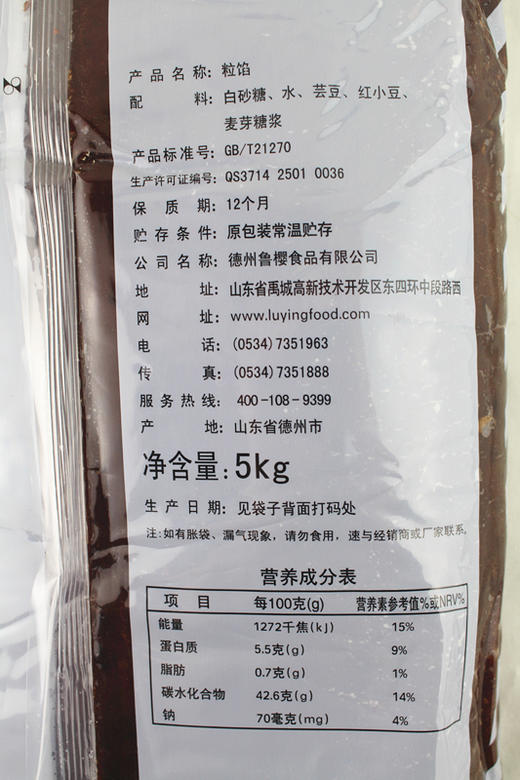 产品名称：粒馅
配料：白砂糖、水、芸豆、红小豆、
麦芽糖浆
产品标准号：GB/T21270
生产许可证编号：QS3714 2501 0036
保质期：12个月
贮存条件：原包装常温贮存
公司名称：德州鲁樱食品有限公司
地址：山东省禹城高新技术开发区东四环中段路西
网址：www.luyingfood.com
电话：(0534)7351963
传真：(0534)7351888
服务热线：400-108-9399
产地：山东省德州市
净含量：5kg
生产日期：见袋子背面打码处
注：如有胀袋、漏气现象，请勿食用，速与经销商或厂家联系。
营养成分表
项目 每100克(g) 营养素参考值%或NRV%
能量 1272千焦(kJ) 15%
蛋白质 5.5克(g) 9%
脂肪 0.7克(g) 1%
碳水化合物 42.6克(g) 14%
钠 70毫克(mg) 4%